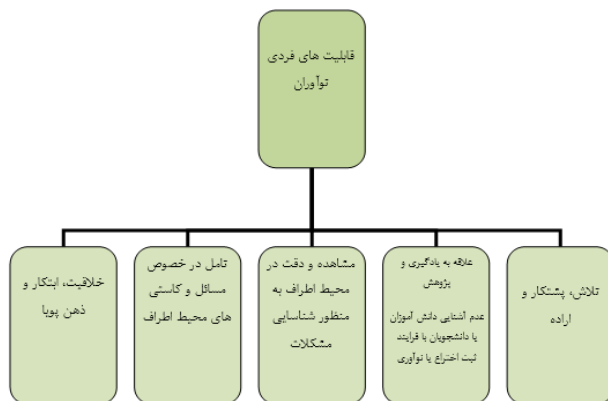 قابلیت های فردی
توآوران
تلاش، پشتکار و
اراده
علاقه به یادگیری و
پژوهش
عدم آشنایی دانش آموزان
یا دانشجویان با فرایند
ثبت اختراع یا نوآوری
مشاهده و دقت در
محیط اطراف به
منظور شناسایی
مشکلات
تامل در خصوص
مسائل و کاستی
های محیط اطراف
خلاقیت، ابتکار و
ذهن پویا